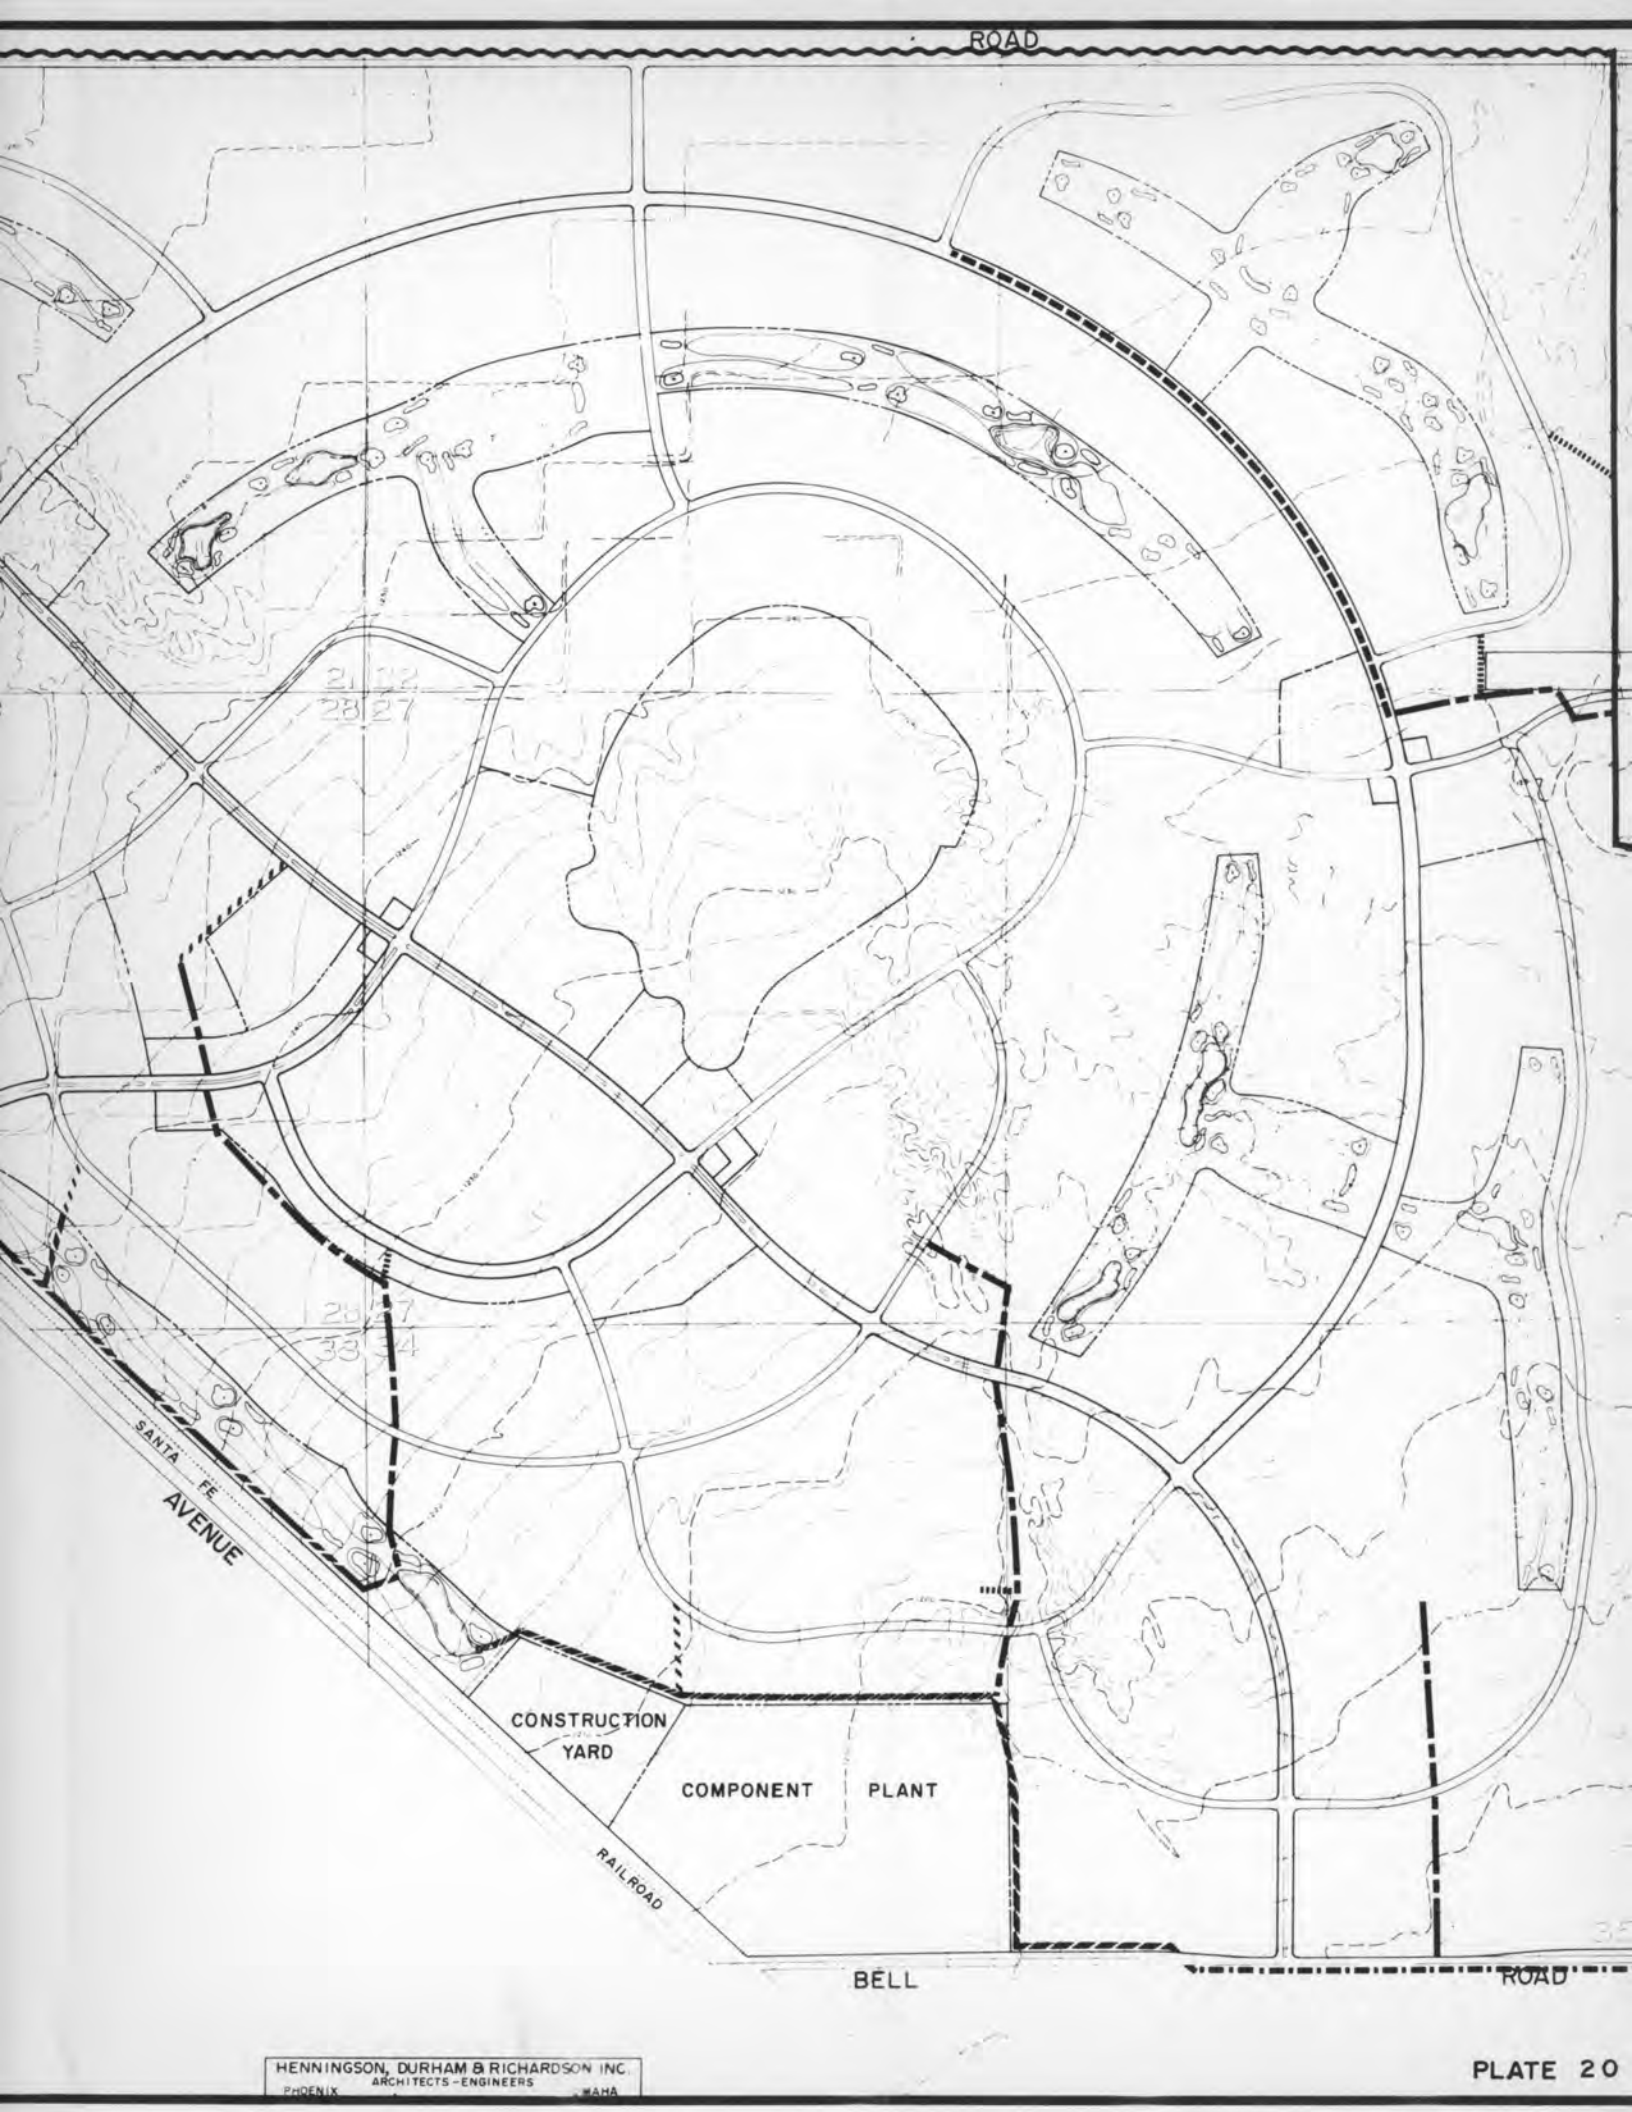 ROAD
21 22
28 27
28 27
33 34
SANTA FE
AVENUE
CONSTRUCTION
YARD
COMPONENT PLANT
RAILROAD
BELL ROAD
HENNINGSON, DURHAM & RICHARDSON INC.
ARCHITECTS-ENGINEERS
PHOENIX
PLATE 20